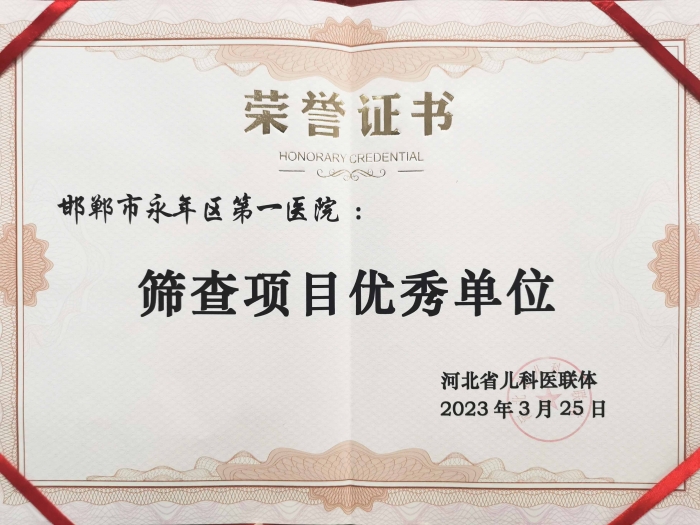 荣誉证书
HONORARY CREDENTIAL
邯郸市永年区第一医院：
筛查项目优秀单位
河北省儿科医联体
2023年3月25日